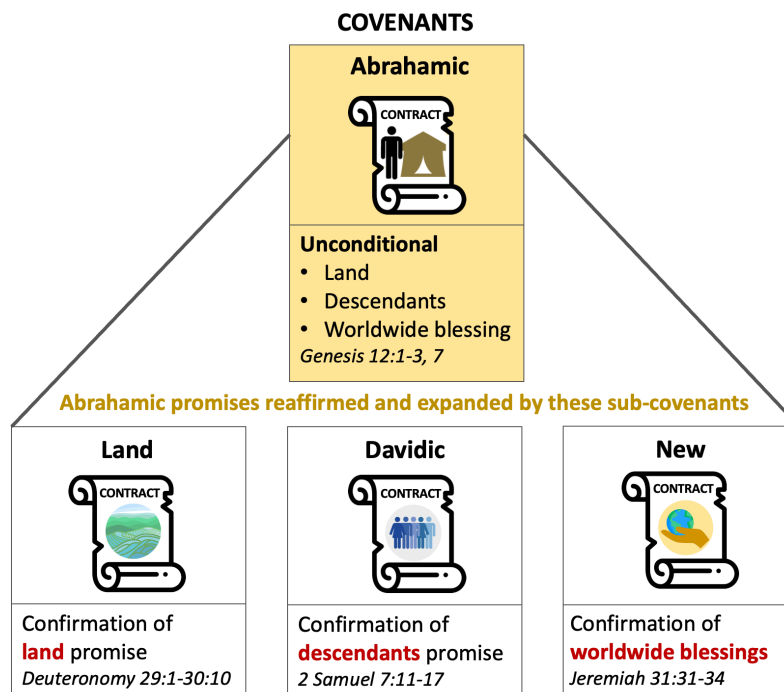 COVENANTS
Abrahamic
CONTRACT
Unconditional
• Land
• Descendants
• Worldwide blessing
Genesis 12:1-3, 7
Abrahamic promises reaffirmed and expanded by these sub-covenants
Land
CONTRACT
Confirmation of
land promise
Deuteronomy 29:1-30:10
Davidic
CONTRACT
Confirmation of
descendants promise
2 Samuel 7:11-17
New
CONTRACT
Confirmation of
worldwide blessings
Jeremiah 31:31-34